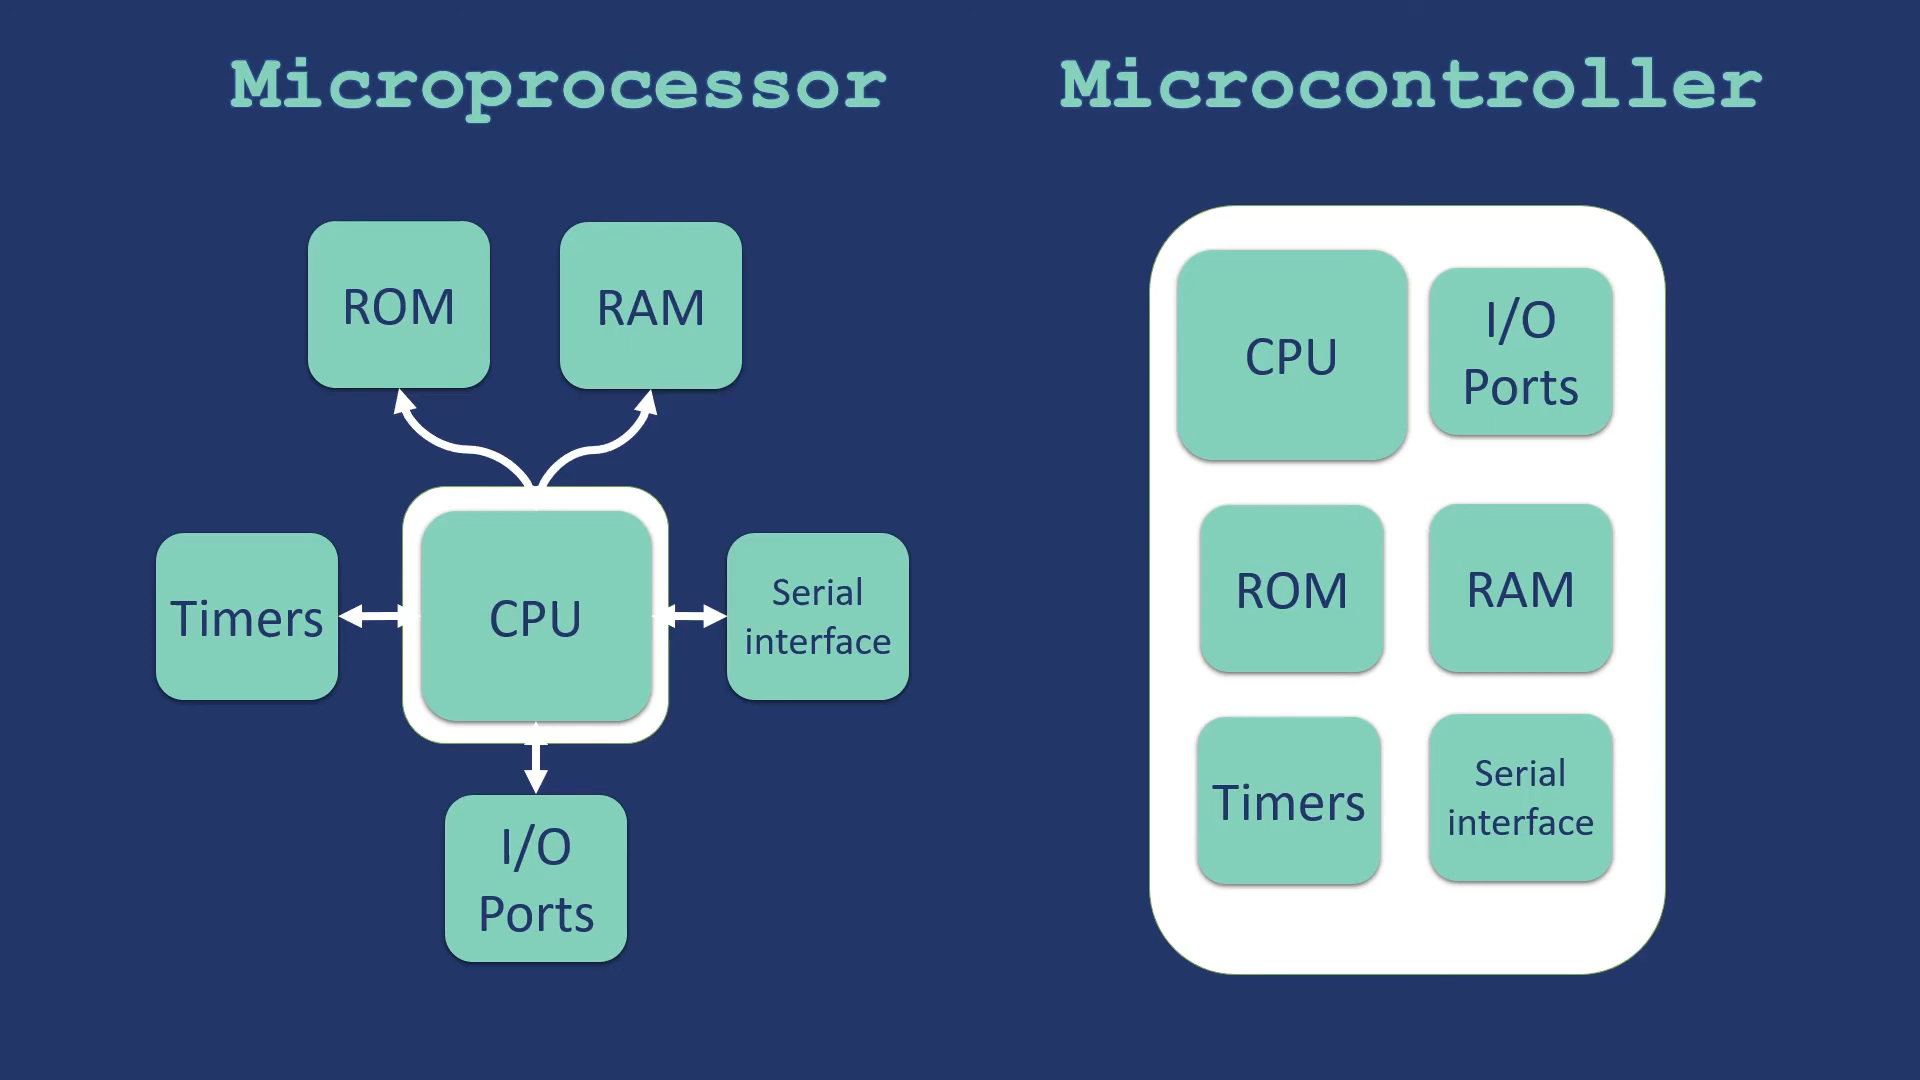 Microprocessor
Microcontroller
ROM
RAM
Timers
CPU
Serial
interface
I/O
Ports
CPU
I/O
Ports
ROM
RAM
Timers
Serial
interface